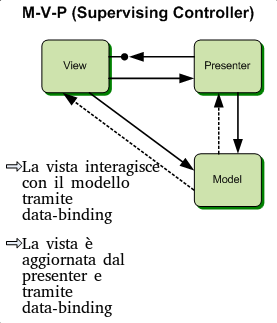 M-V-P (Supervising Controller)
View
Presenter
Model
⇨La vista interagisce
con il modello
tramite
data-binding
⇨La vista è
aggiornata dal
presenter e
tramite
data-binding